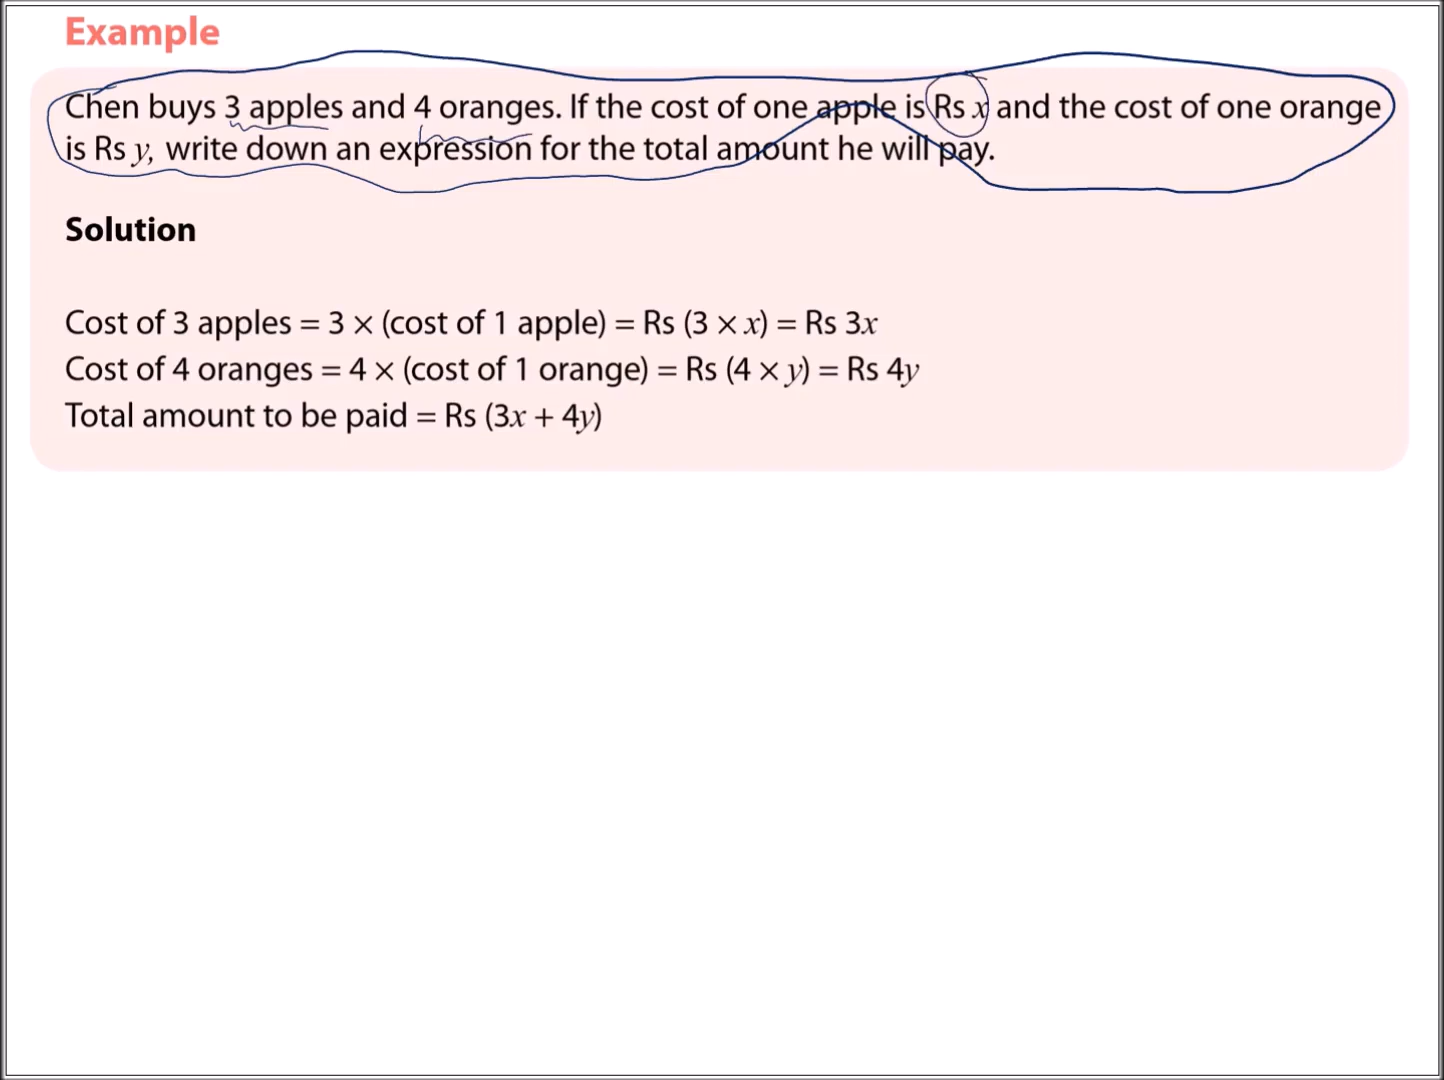 Example
Chen buys 3 apples and 4 oranges. If the cost of one apple is Rs x and the cost of one orange
is Rs y, write down an expression for the total amount he will pay.
Solution
Cost of 3 apples = 3 × (cost of 1 apple) = Rs (3 × x) = Rs 3x
Cost of 4 oranges = 4 × (cost of 1 orange) = Rs (4 × y) = Rs 4y
Total amount to be paid = Rs (3x + 4y)